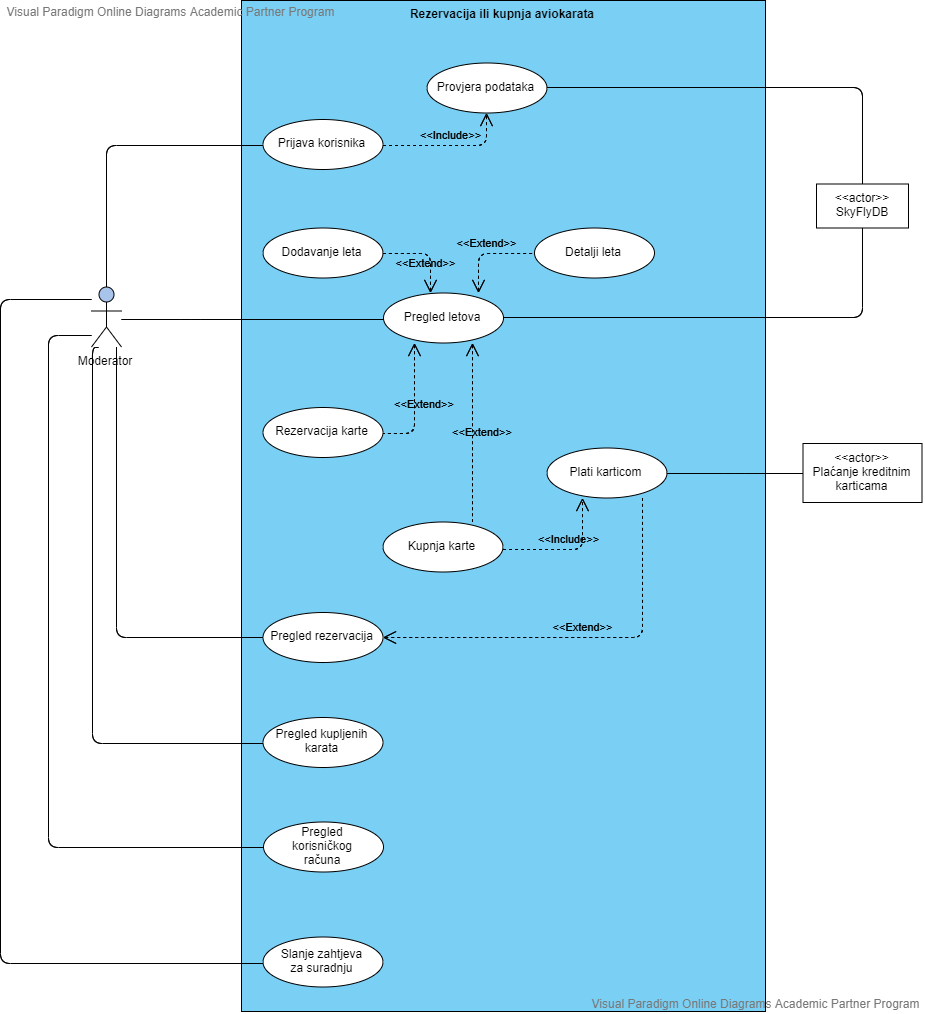 Visual Paradigm Online Diagrams Academic Partner Program
Rezervacija ili kupnja aviokarata
Provjera podataka
<<Include>>
Prijava korisnika
<<actor>>
SkyFlyDB
Dodavanje leta
<<Extend>>
<<Extend>>
Detalji leta
Pregled letova
Moderator
<<Extend>>
Rezervacija karte
<<Extend>>
Plati karticom
<<actor>>
Plaćanje kreditnim
karticama
Kupnja karte
<<Include>>
<<Extend>>
Pregled rezervacija
Pregled kupljenih
karata
Pregled
korisničkog
računa
Slanje zahtjeva
za suradnju
Visual Paradigm Online Diagrams Academic Partner Program